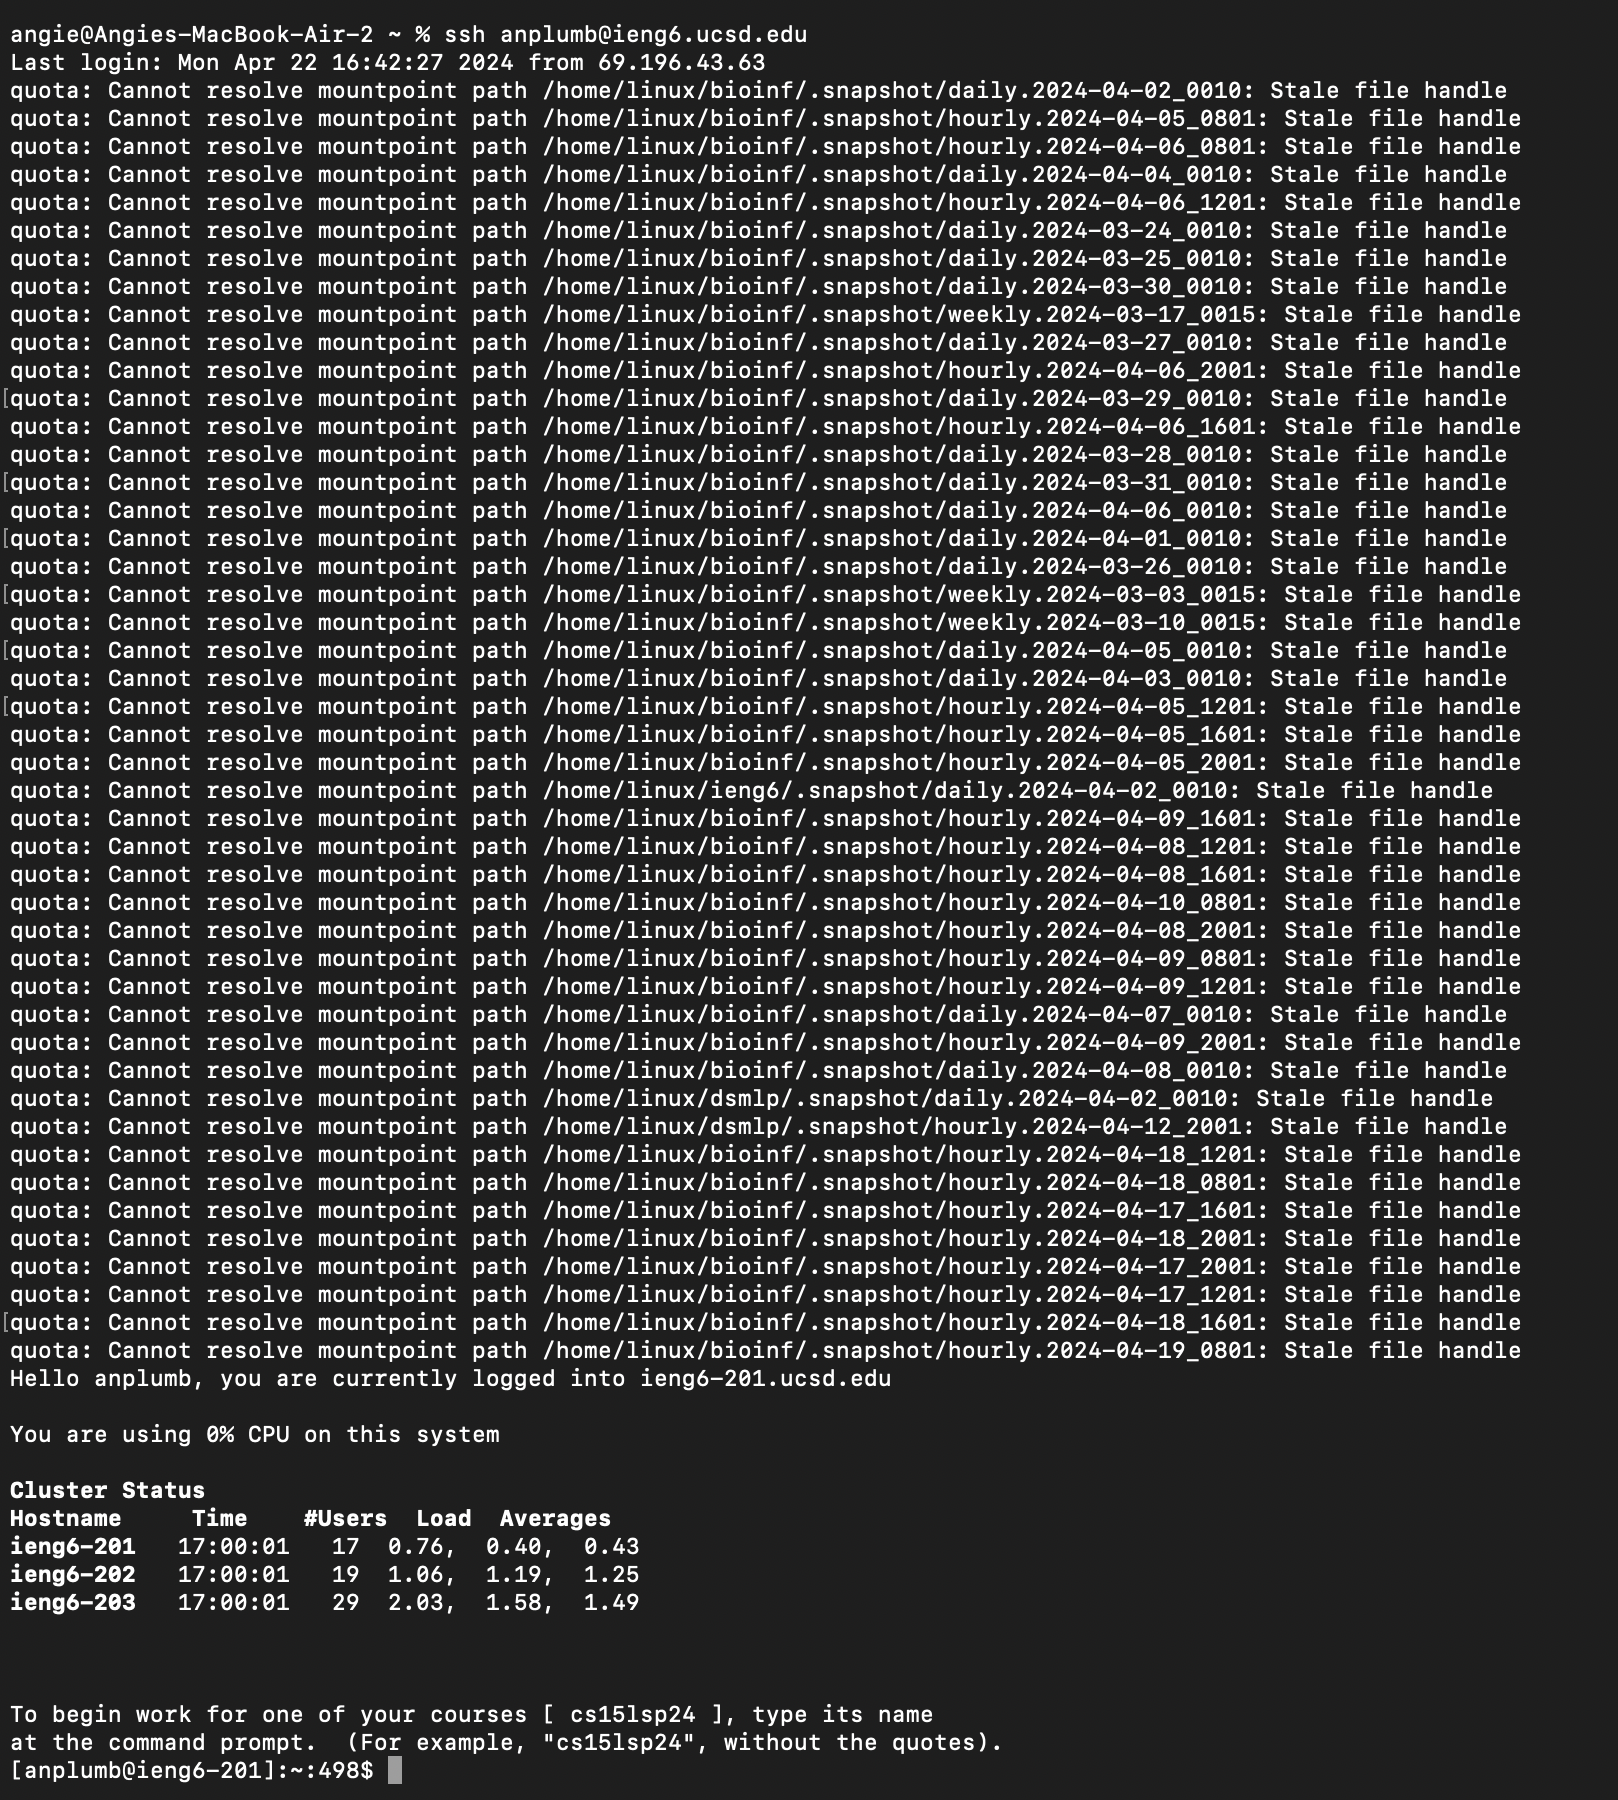 angie@Angies-MacBook-Air-2 ~ % ssh anplumb@ieng6.ucsd.edu
Last login: Mon Apr 22 16:42:27 2024 from 69.196.43.63
quota: Cannot resolve mountpoint path /home/linux/bioinf/.snapshot/daily.2024-04-02_0010: Stale file handle
quota: Cannot resolve mountpoint path /home/linux/bioinf/.snapshot/hourly.2024-04-05_0801: Stale file handle
quota: Cannot resolve mountpoint path /home/linux/bioinf/.snapshot/hourly.2024-04-06_0801: Stale file handle
quota: Cannot resolve mountpoint path /home/linux/bioinf/.snapshot/daily.2024-04-04_0010: Stale file handle
quota: Cannot resolve mountpoint path /home/linux/bioinf/.snapshot/hourly.2024-04-06_1201: Stale file handle
quota: Cannot resolve mountpoint path /home/linux/bioinf/.snapshot/daily.2024-03-24_0010: Stale file handle
quota: Cannot resolve mountpoint path /home/linux/bioinf/.snapshot/daily.2024-03-25_0010: Stale file handle
quota: Cannot resolve mountpoint path /home/linux/bioinf/.snapshot/daily.2024-03-30_0010: Stale file handle
quota: Cannot resolve mountpoint path /home/linux/bioinf/.snapshot/weekly.2024-03-17_0015: Stale file handle
quota: Cannot resolve mountpoint path /home/linux/bioinf/.snapshot/daily.2024-03-27_0010: Stale file handle
quota: Cannot resolve mountpoint path /home/linux/bioinf/.snapshot/hourly.2024-04-06_2001: Stale file handle
[quota: Cannot resolve mountpoint path /home/linux/bioinf/.snapshot/daily.2024-03-29_0010: Stale file handle
quota: Cannot resolve mountpoint path /home/linux/bioinf/.snapshot/hourly.2024-04-06_1601: Stale file handle
quota: Cannot resolve mountpoint path /home/linux/bioinf/.snapshot/daily.2024-03-28_0010: Stale file handle
[quota: Cannot resolve mountpoint path /home/linux/bioinf/.snapshot/daily.2024-03-31_0010: Stale file handle
quota: Cannot resolve mountpoint path /home/linux/bioinf/.snapshot/daily.2024-04-06_0010: Stale file handle
[quota: Cannot resolve mountpoint path /home/linux/bioinf/.snapshot/daily.2024-04-01_0010: Stale file handle
quota: Cannot resolve mountpoint path /home/linux/bioinf/.snapshot/daily.2024-03-26_0010: Stale file handle
[quota: Cannot resolve mountpoint path /home/linux/bioinf/.snapshot/weekly.2024-03-03_0015: Stale file handle
quota: Cannot resolve mountpoint path /home/linux/bioinf/.snapshot/weekly.2024-03-10_0015: Stale file handle
[quota: Cannot resolve mountpoint path /home/linux/bioinf/.snapshot/daily.2024-04-05_0010: Stale file handle
quota: Cannot resolve mountpoint path /home/linux/bioinf/.snapshot/daily.2024-04-03_0010: Stale file handle
[quota: Cannot resolve mountpoint path /home/linux/bioinf/.snapshot/hourly.2024-04-05_1201: Stale file handle
quota: Cannot resolve mountpoint path /home/linux/bioinf/.snapshot/hourly.2024-04-05_1601: Stale file handle
quota: Cannot resolve mountpoint path /home/linux/bioinf/.snapshot/hourly.2024-04-05_2001: Stale file handle
quota: Cannot resolve mountpoint path /home/linux/ieng6/.snapshot/daily.2024-04-02_0010: Stale file handle
quota: Cannot resolve mountpoint path /home/linux/bioinf/.snapshot/hourly.2024-04-09_1601: Stale file handle
quota: Cannot resolve mountpoint path /home/linux/bioinf/.snapshot/hourly.2024-04-08_1201: Stale file handle
quota: Cannot resolve mountpoint path /home/linux/bioinf/.snapshot/hourly.2024-04-08_1601: Stale file handle
quota: Cannot resolve mountpoint path /home/linux/bioinf/.snapshot/hourly.2024-04-10_0801: Stale file handle
quota: Cannot resolve mountpoint path /home/linux/bioinf/.snapshot/hourly.2024-04-08_2001: Stale file handle
quota: Cannot resolve mountpoint path /home/linux/bioinf/.snapshot/hourly.2024-04-09_0801: Stale file handle
quota: Cannot resolve mountpoint path /home/linux/bioinf/.snapshot/hourly.2024-04-09_1201: Stale file handle
quota: Cannot resolve mountpoint path /home/linux/bioinf/.snapshot/daily.2024-04-07_0010: Stale file handle
quota: Cannot resolve mountpoint path /home/linux/bioinf/.snapshot/hourly.2024-04-09_2001: Stale file handle
quota: Cannot resolve mountpoint path /home/linux/bioinf/.snapshot/daily.2024-04-08_0010: Stale file handle
quota: Cannot resolve mountpoint path /home/linux/dsmlp/.snapshot/daily.2024-04-02_0010: Stale file handle
quota: Cannot resolve mountpoint path /home/linux/dsmlp/.snapshot/hourly.2024-04-12_2001: Stale file handle
quota: Cannot resolve mountpoint path /home/linux/bioinf/.snapshot/hourly.2024-04-18_1201: Stale file handle
quota: Cannot resolve mountpoint path /home/linux/bioinf/.snapshot/hourly.2024-04-18_0801: Stale file handle
quota: Cannot resolve mountpoint path /home/linux/bioinf/.snapshot/hourly.2024-04-17_1601: Stale file handle
quota: Cannot resolve mountpoint path /home/linux/bioinf/.snapshot/hourly.2024-04-18_2001: Stale file handle
quota: Cannot resolve mountpoint path /home/linux/bioinf/.snapshot/hourly.2024-04-17_2001: Stale file handle
quota: Cannot resolve mountpoint path /home/linux/bioinf/.snapshot/hourly.2024-04-17_1201: Stale file handle
[quota: Cannot resolve mountpoint path /home/linux/bioinf/.snapshot/hourly.2024-04-18_1601: Stale file handle
quota: Cannot resolve mountpoint path /home/linux/bioinf/.snapshot/hourly.2024-04-19_0801: Stale file handle
Hello anplumb, you are currently logged into ieng6-201.ucsd.edu
You are using 0% CPU on this system
Cluster Status
Hostname     Time    #Users  Load  Averages
ieng6-201   17:00:01   17  0.76,  0.40,  0.43
ieng6-202   17:00:01   19  1.06,  1.19,  1.25
ieng6-203   17:00:01   29  2.03,  1.58,  1.49
To begin work for one of your courses [ cs15lsp24 ], type its name
at the command prompt.  (For example, "cs15lsp24", without the quotes).
[anplumb@ieng6-201]:~:498$